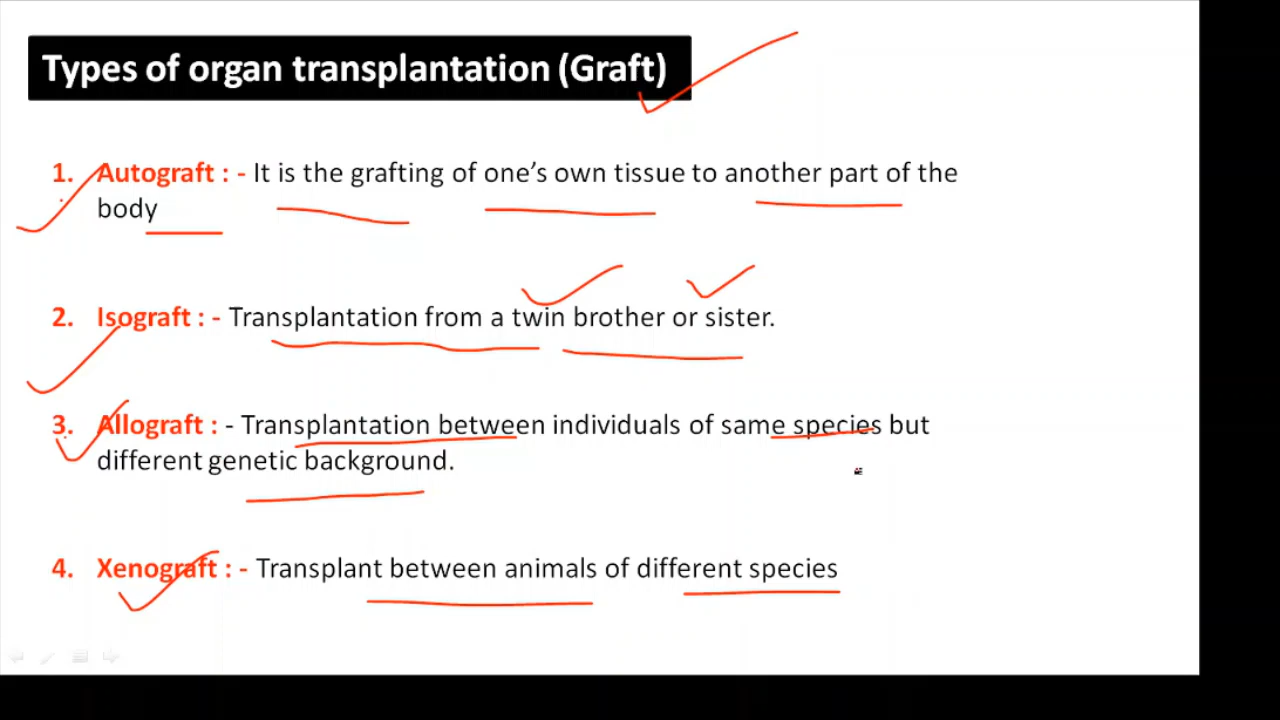 Types of organ transplantation (Graft)
1. Autograft : - It is the grafting of one’s own tissue to another part of the
body
2. Isograft : - Transplantation from a twin brother or sister.
3. Allograft : - Transplantation between individuals of same species but
different genetic background.
4. Xenograft : - Transplant between animals of different species